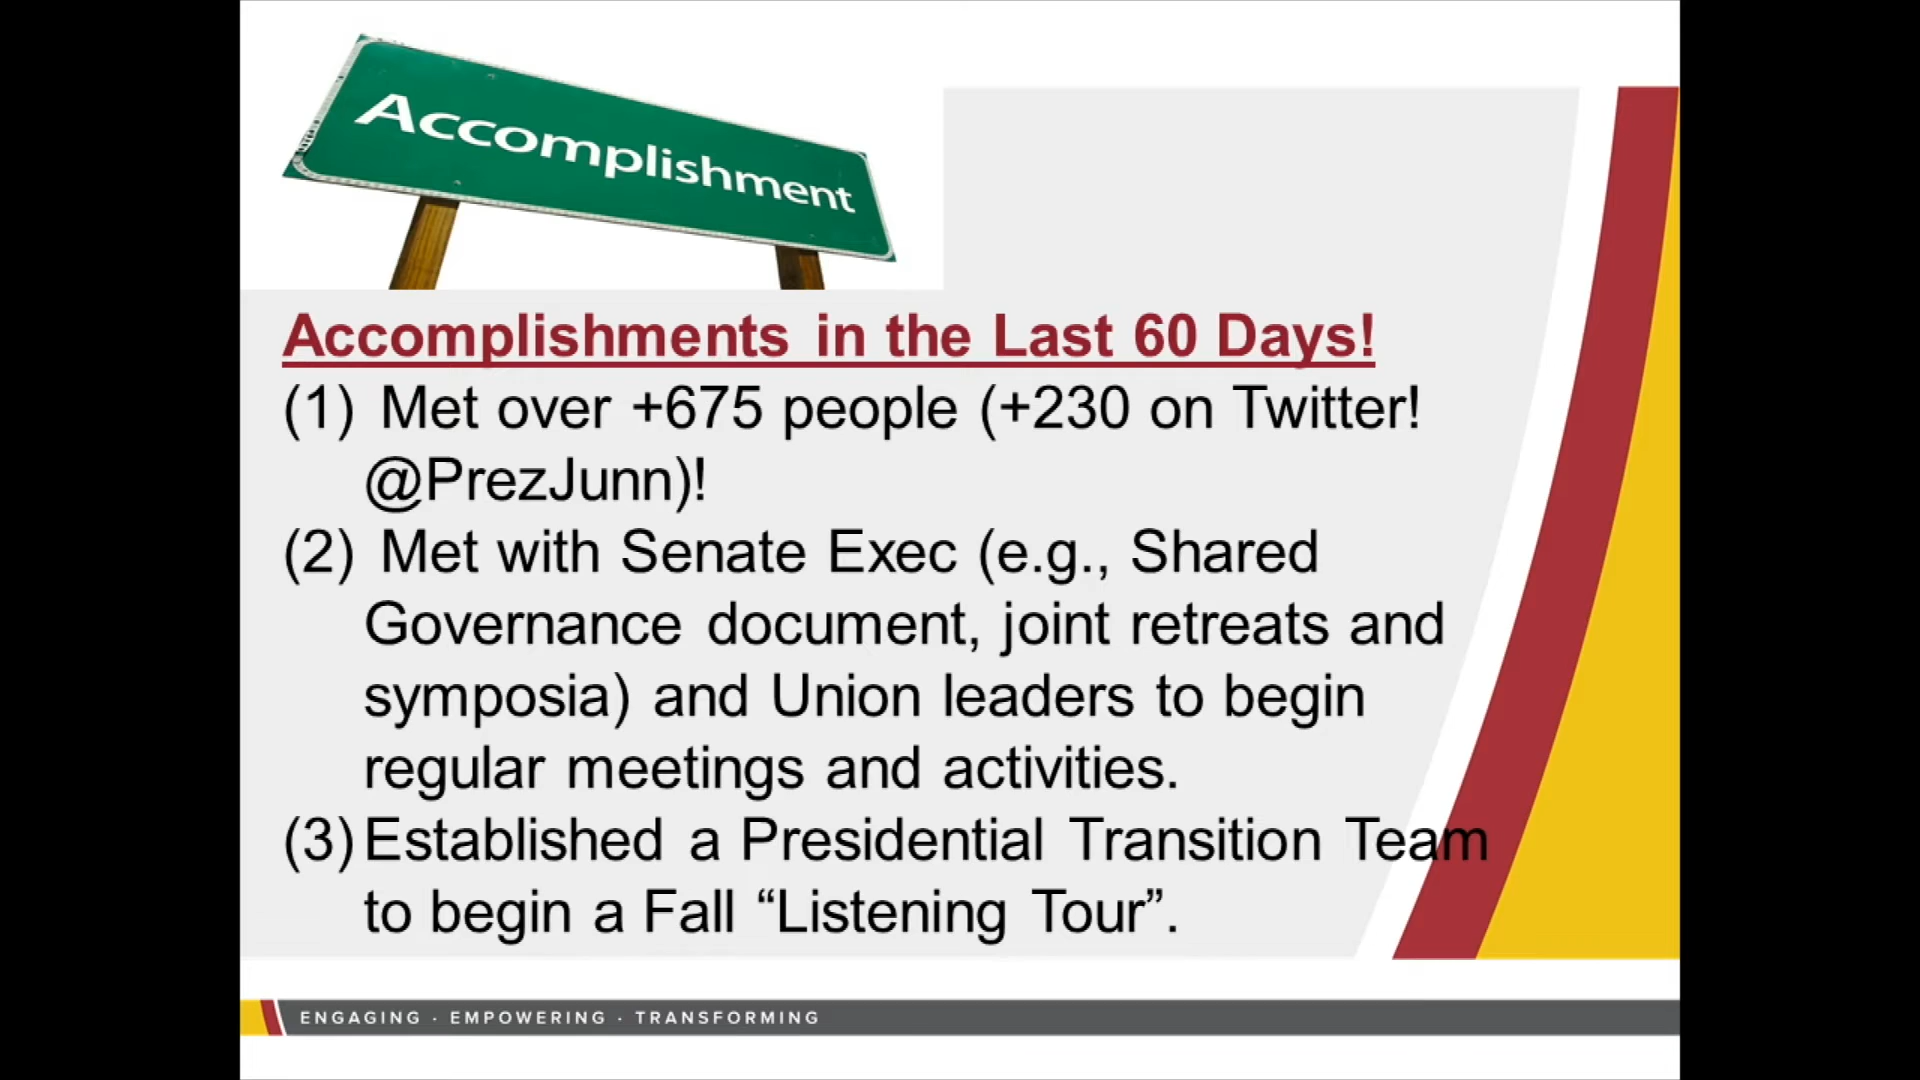 Accomplishment
Accomplishments in the Last 60 Days!
(1) Met over +675 people (+230 on Twitter!
@PrezJunn)!
(2) Met with Senate Exec (e.g., Shared
Governance document, joint retreats and
symposia) and Union leaders to begin
regular meetings and activities.
(3) Established a Presidential Transition Team
to begin a Fall “Listening Tour”.
ENGAGING · EMPOWERING · TRANSFORMING